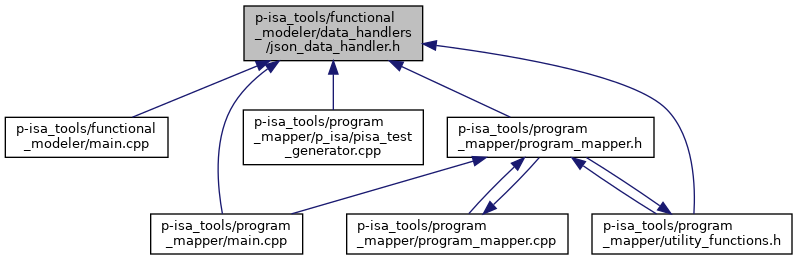 p-isa_tools/functional
_modeler/data_handlers
/json_data_handler.h
p-isa_tools/functional
_modeler/main.cpp
p-isa_tools/program
_mapper/p_isa/pisa_test
_generator.cpp
p-isa_tools/program
_mapper/program_mapper.h
p-isa_tools/program
_mapper/main.cpp
p-isa_tools/program
_mapper/program_mapper.cpp
p-isa_tools/program
_mapper/utility_functions.h